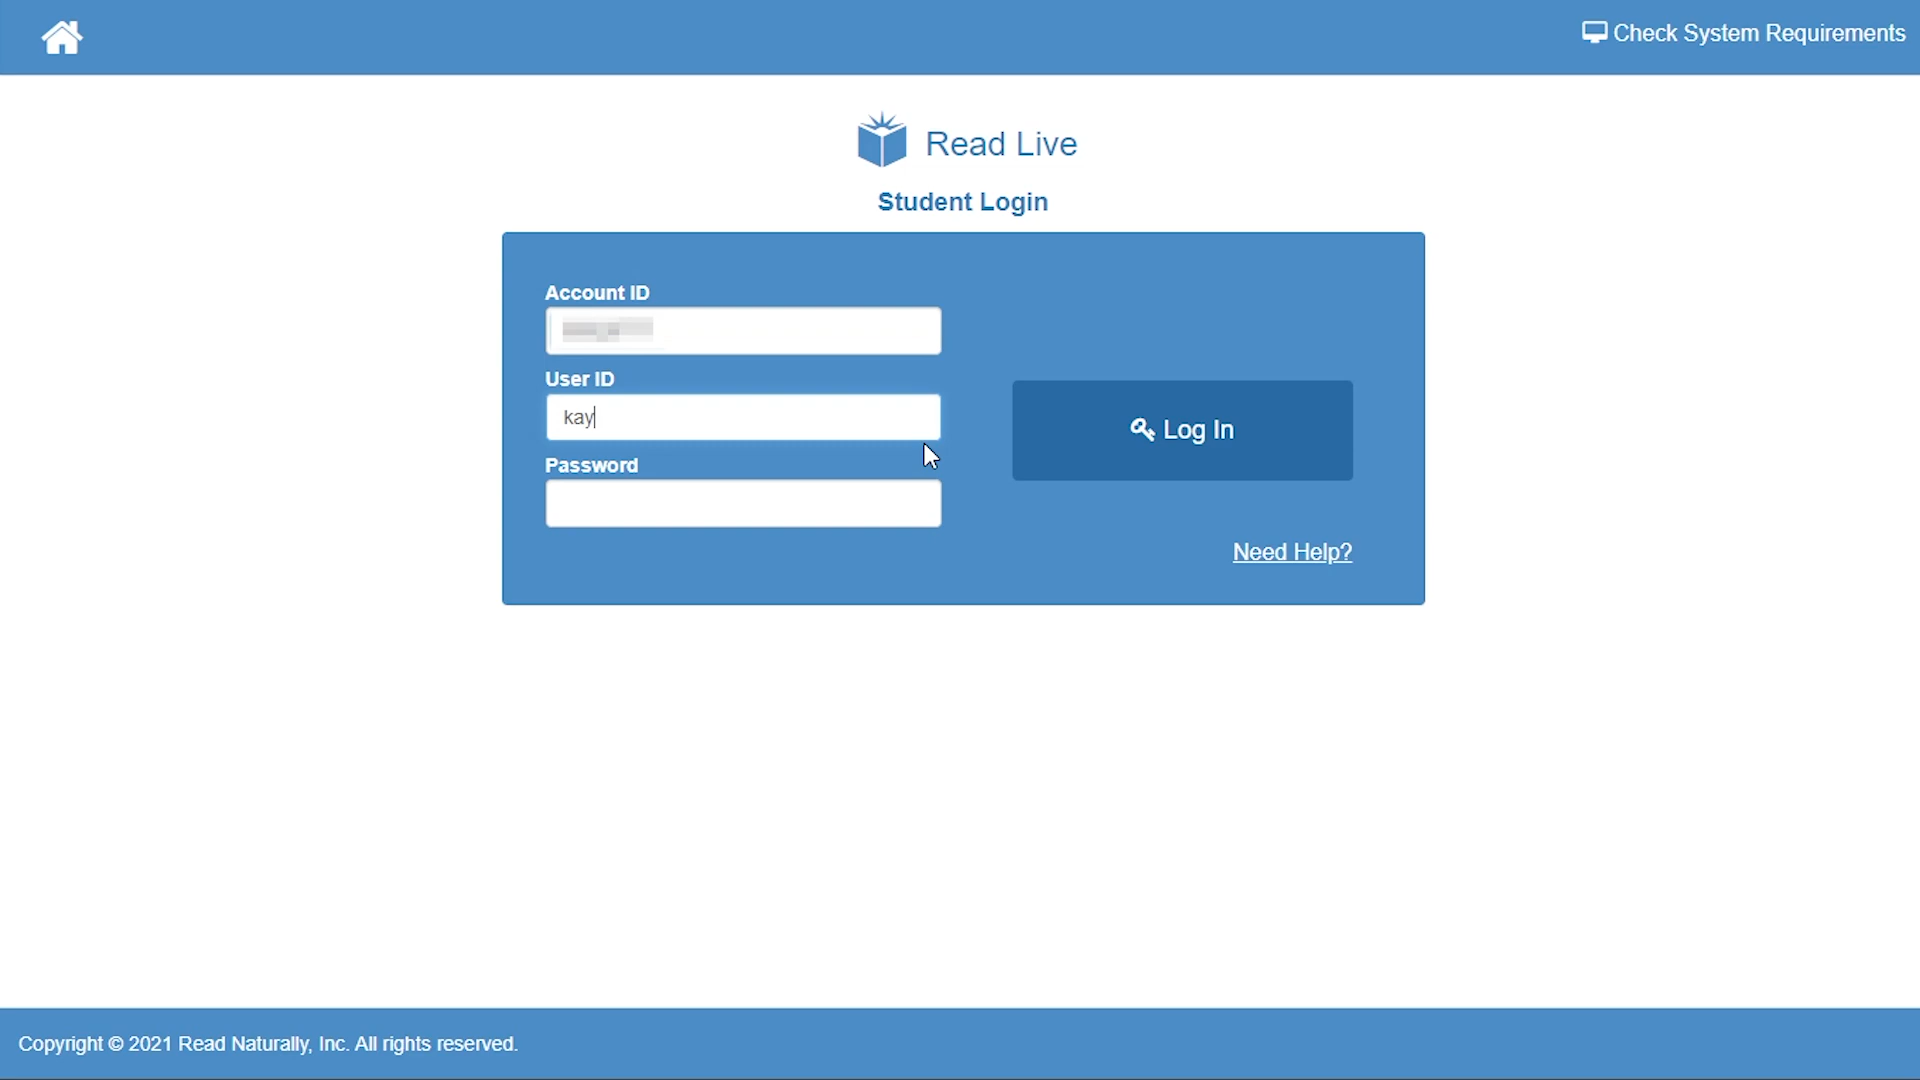 Check System Requirements
Read Live
Student Login
Account ID
User ID
kay
Password
Log In
Need Help?
Copyright © 2021 Read Naturally, Inc. All rights reserved.